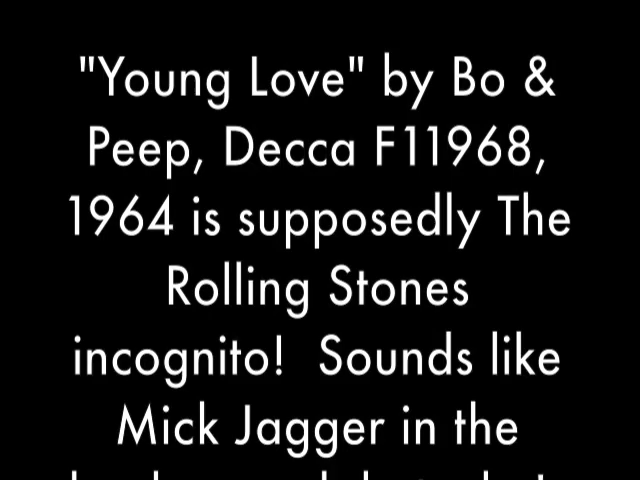 "Young Love" by Bo &
Peep, Decca F11968,
1964 is supposedly The
Rolling Stones
incognito!  Sounds like
Mick Jagger in the